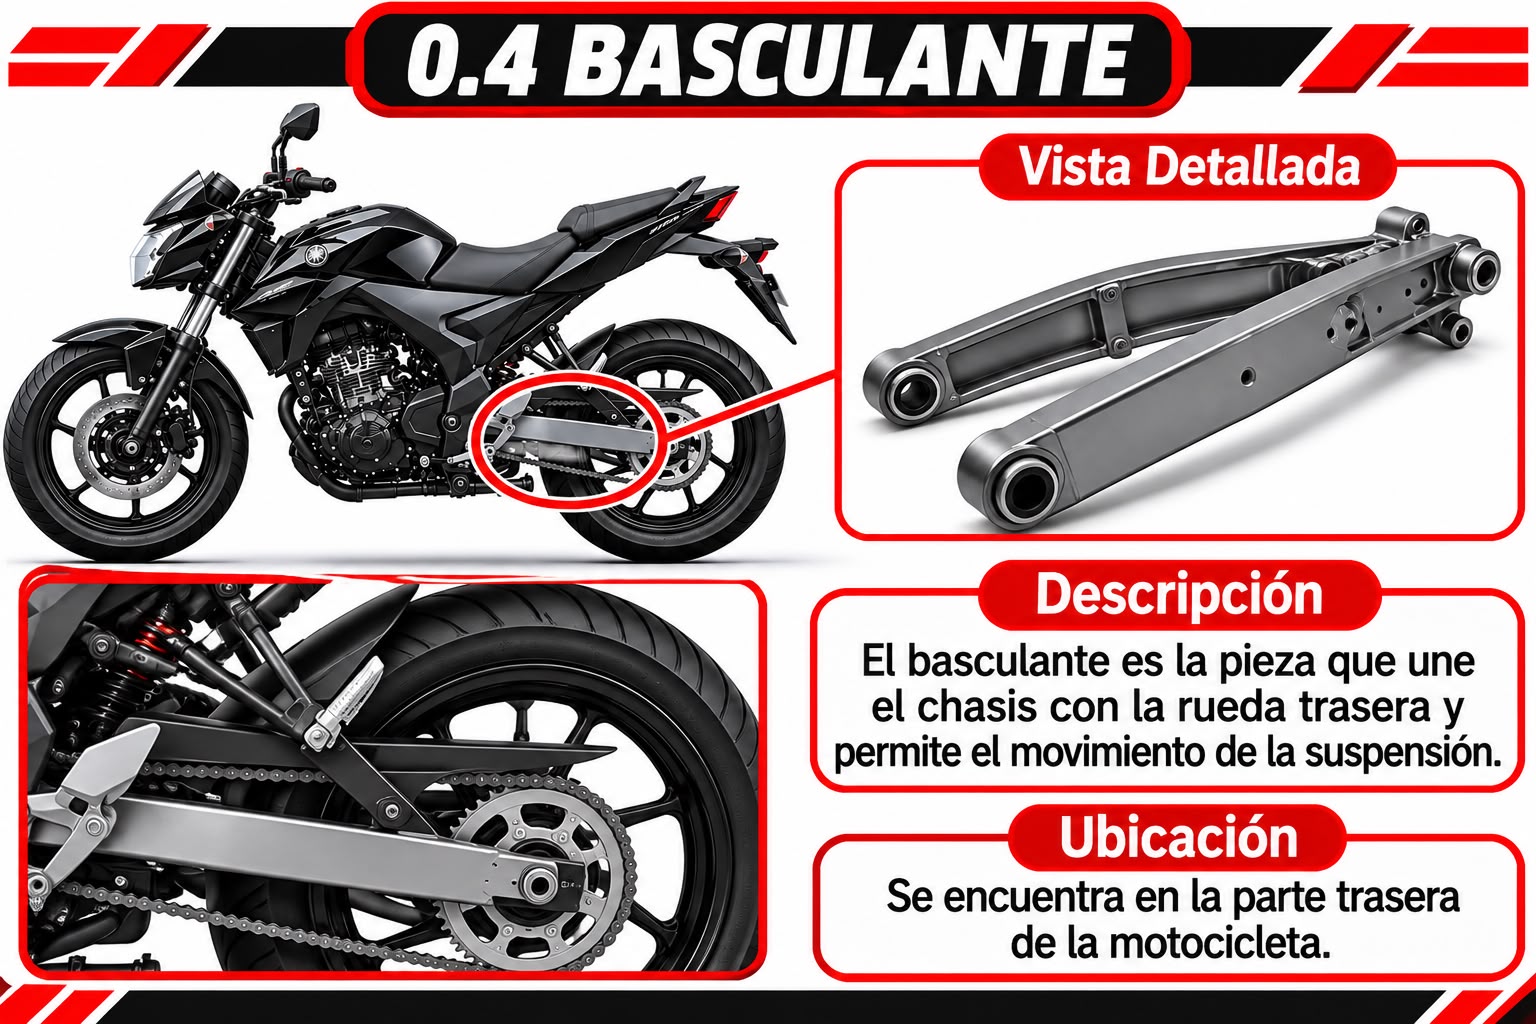 0.4 BASCULANTE
Vista Detallada
Descripción
El basculante es la pieza que une
el chasis con la rueda trasera y
permite el movimiento de la suspensión.
Ubicación
Se encuentra en la parte trasera
de la motocicleta.